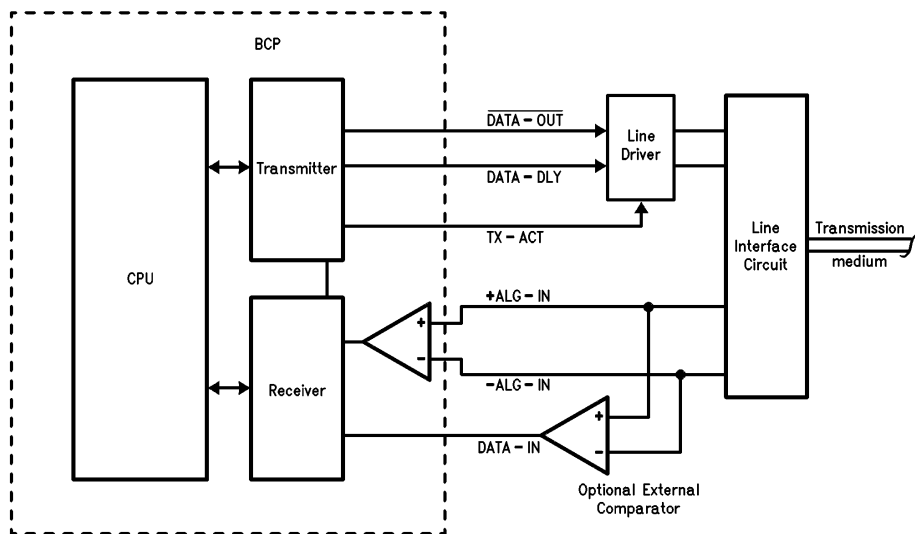 BCP
DATA-OUT
Line
Driver
Transmitter
DATA-DLY
TX-ACT
Line
Interface
Circuit
Transmission
medium
CPU
+ALG-IN
+
-
Receiver
-ALG-IN
+
-
DATA-IN
Optional External
Comparator